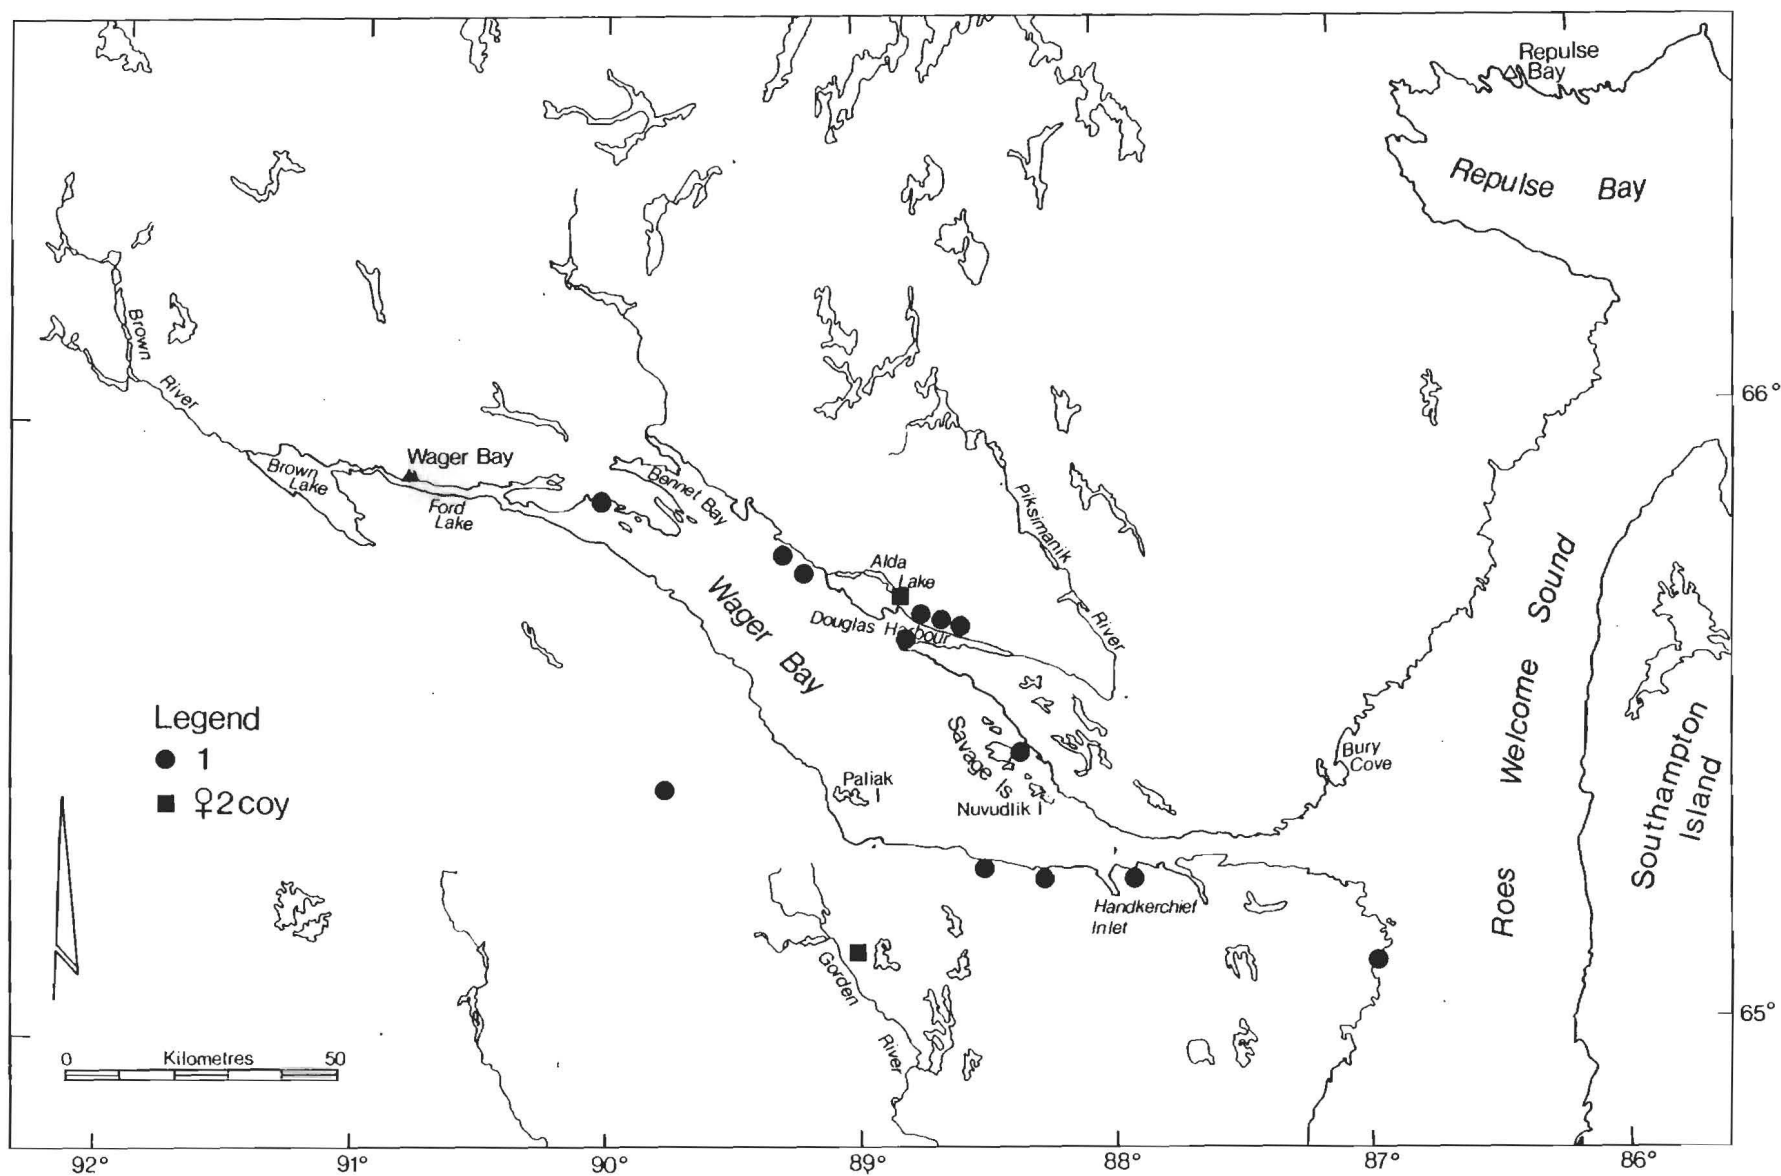 Repulse
Bay
Repulse Bay
Brown
River
66°
Wager Bay
Brown
Lake
Ford
Lake
Bennet Bay
Piksimanik
River
Alda
Lake
Douglas Harbour
Wager Bay
Roes Welcome Sound
Southampton
Island
Legend
1
♀2coy
Savage Is
Bury
Cove
Paliak
I
Nuvudlik I
Handkerchief
Inlet
Gorden
River
65°
0 Kilometres 50
92° 91° 90° 89° 88° 87° 86°